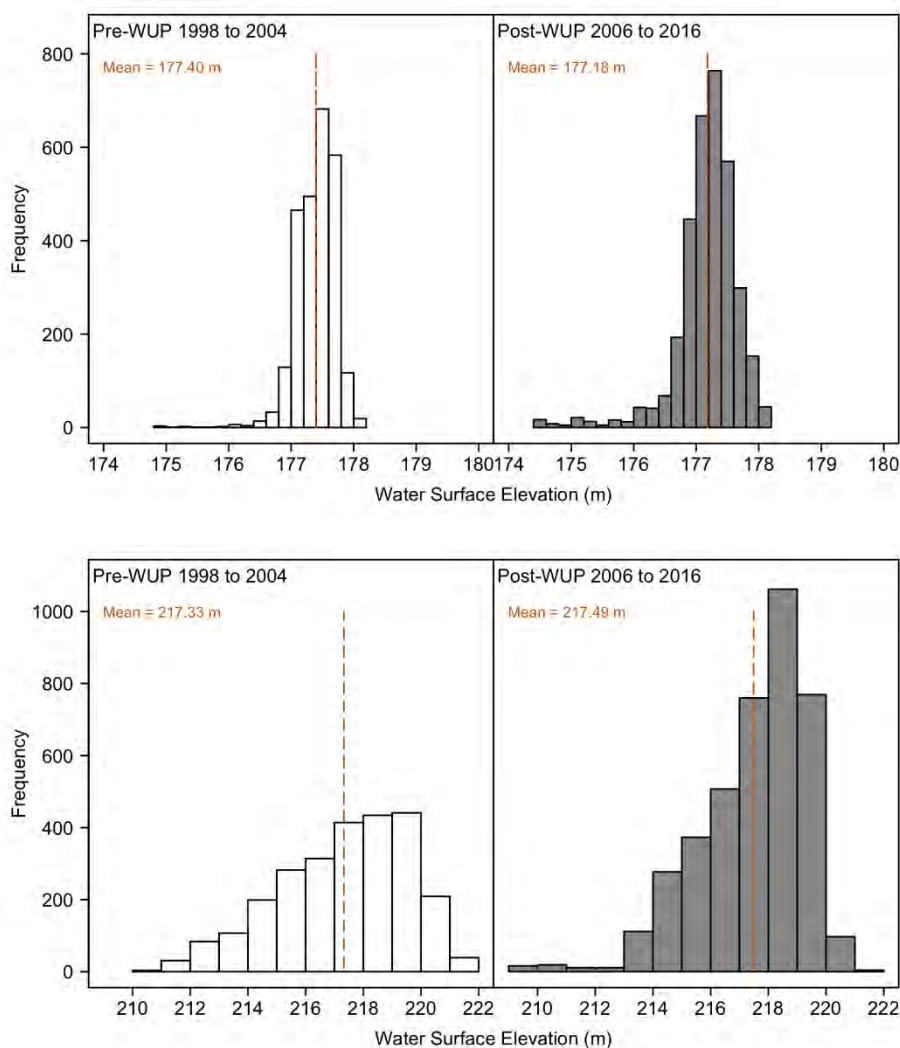 Pre-WUP 1998 to 2004
Post-WUP 2006 to 2016
Mean = 177.40 m
Mean = 177.18 m
800
600
400
200
0
Frequency
174 175 176 177 178 179 180
174 175 176 177 178 179 180
Water Surface Elevation (m)
Pre-WUP 1998 to 2004
Post-WUP 2006 to 2016
Mean = 217.33 m
Mean = 217.49 m
1000
800
600
400
200
0
Frequency
210 212 214 216 218 220 222
210 212 214 216 218 220 222
Water Surface Elevation (m)